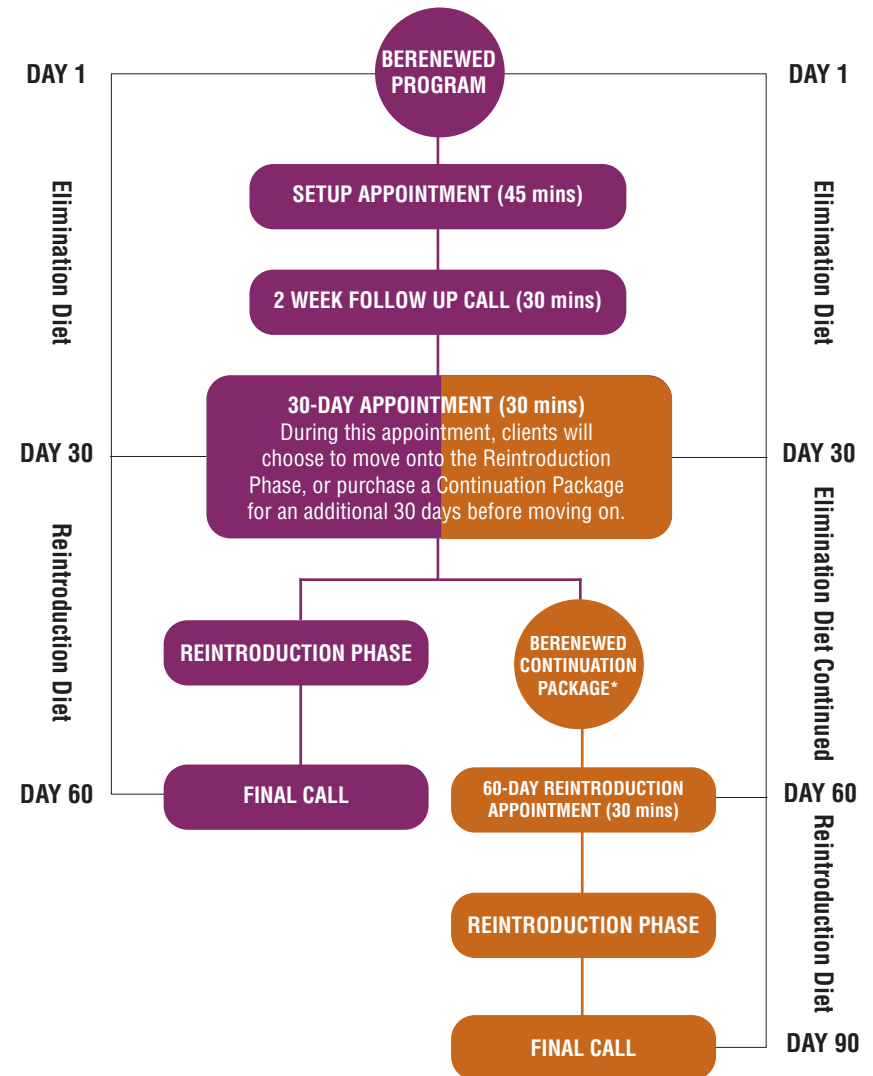 BERENEWED
PROGRAM
DAY 1
DAY 1
SETUP APPOINTMENT (45 mins)
Elimination Diet
Elimination Diet
2 WEEK FOLLOW UP CALL (30 mins)
30-DAY APPOINTMENT (30 mins)
During this appointment, clients will
choose to move onto the Reintroduction
Phase, or purchase a Continuation Package
for an additional 30 days before moving on.
DAY 30
DAY 30
Reintroduction Diet
Elimination Diet Continued
REINTRODUCTION PHASE
BERENEWED
CONTINUATION
PACKAGE*
DAY 60
FINAL CALL
60-DAY REINTRODUCTION
APPOINTMENT (30 mins)
DAY 60
Reintroduction Diet
REINTRODUCTION PHASE
FINAL CALL
DAY 90